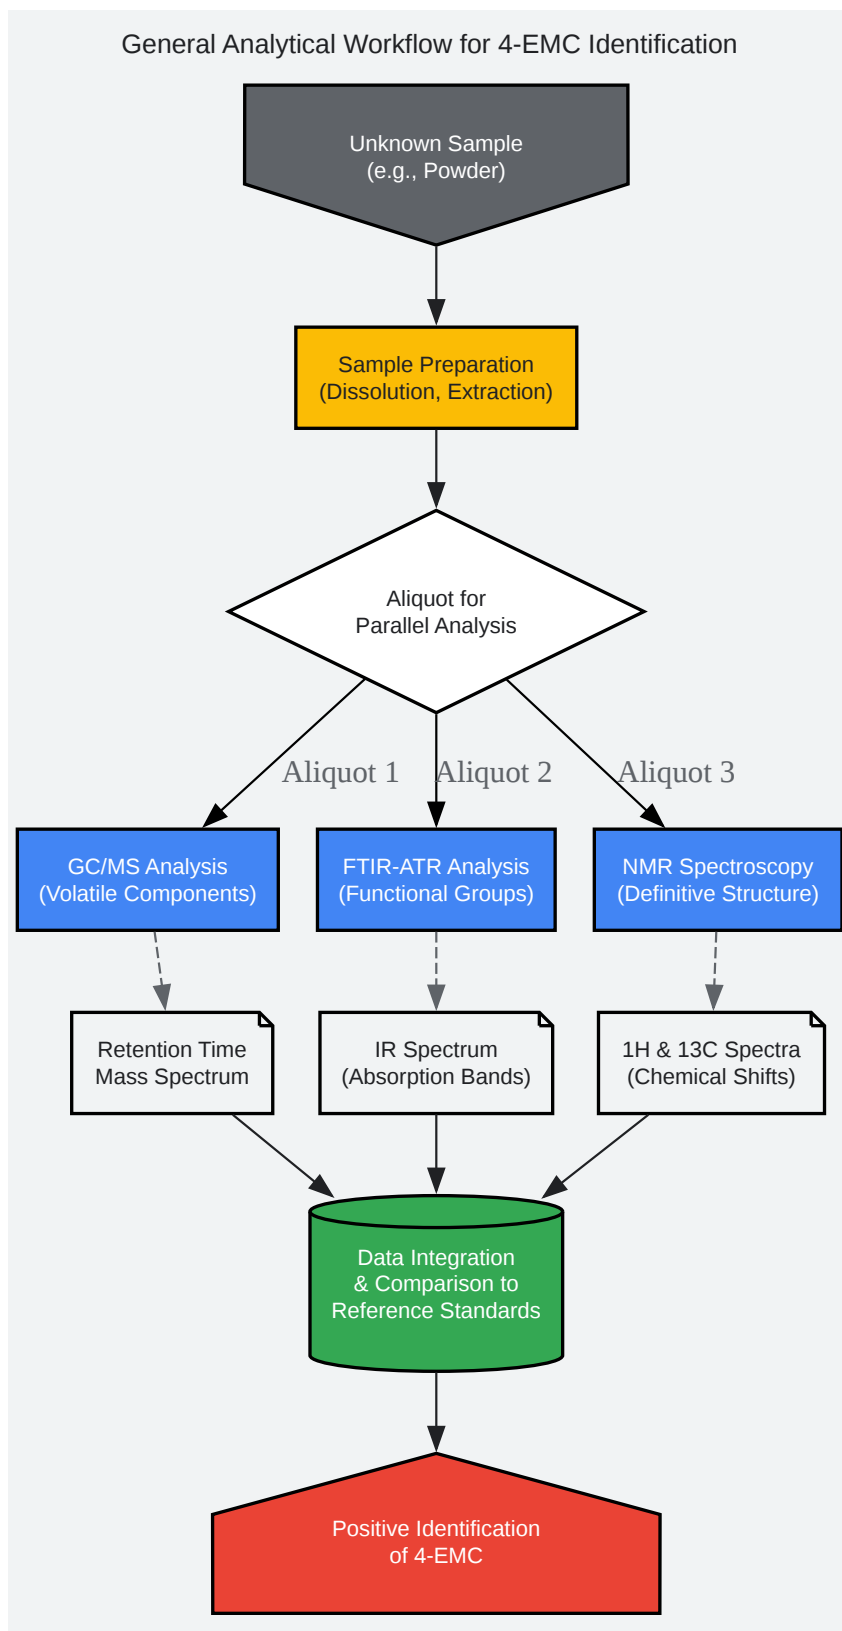 General Analytical Workflow for 4-EMC Identification
Unknown Sample
(e.g., Powder)
Sample Preparation
(Dissolution, Extraction)
Aliquot for
Parallel Analysis
Aliquot 1
Aliquot 2
Aliquot 3
GC/MS Analysis
(Volatile Components)
FTIR-ATR Analysis
(Functional Groups)
NMR Spectroscopy
(Definitive Structure)
Retention Time
Mass Spectrum
IR Spectrum
(Absorption Bands)
1H & 13C Spectra
(Chemical Shifts)
Data Integration
& Comparison to
Reference Standards
Positive Identification
of 4-EMC